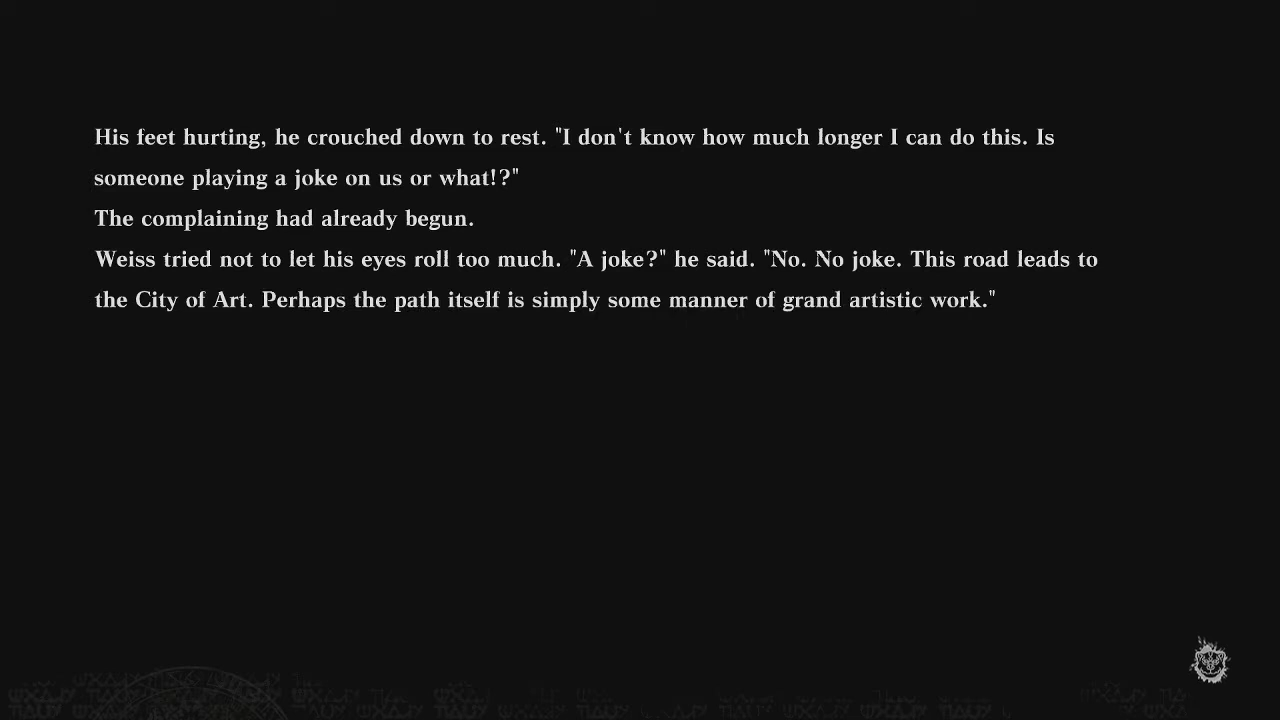 His feet hurting, he crouched down to rest. "I don't know how much longer I can do this. Is
someone playing a joke on us or what!?"
The complaining had already begun.
Weiss tried not to let his eyes roll too much. "A joke?" he said. "No. No joke. This road leads to
the City of Art. Perhaps the path itself is simply some manner of grand artistic work."